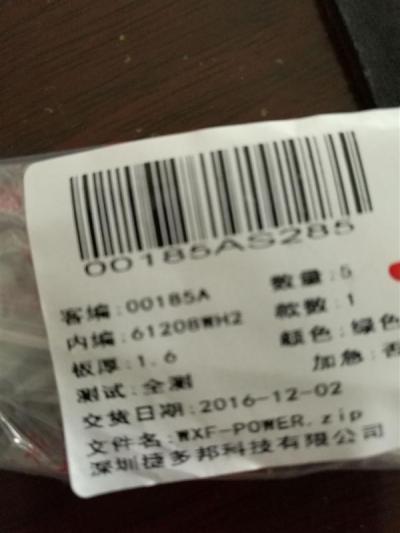 00185AS285
客编:00185A 数量:5
内编:61208WH2 款数:1
板厚:1.6 颜色:绿色
测试:全测 加急:否
交货日期:2016-12-02
文件名:WXF-POWER.zip
深圳捷多邦科技有限公司